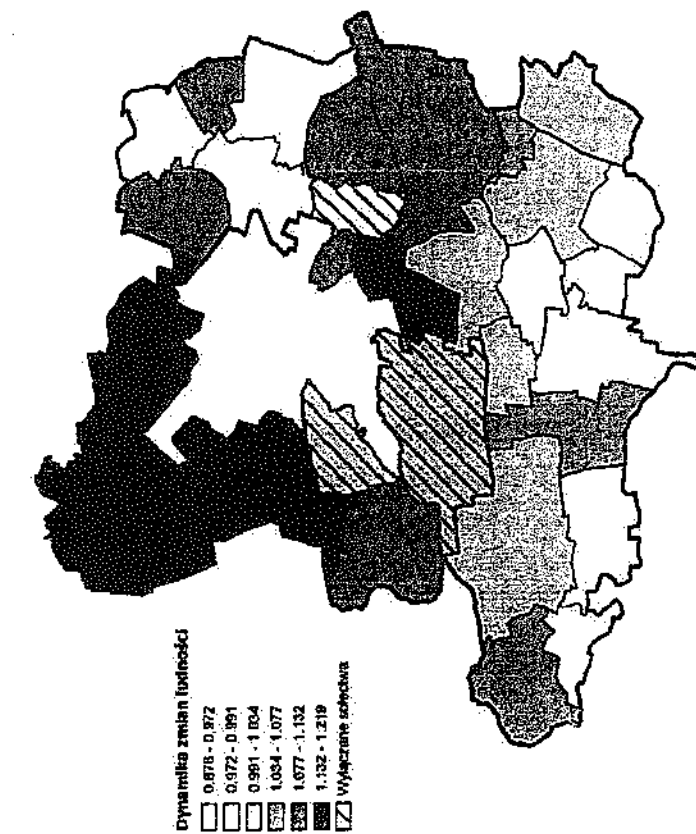 Dynamika zmian ludności
0.876 - 0.972
0.972 - 0.991
0.991 - 1.034
1.034 - 1.077
1.077 - 1.132
1.132 - 1.219
Wyłączone sołectwa